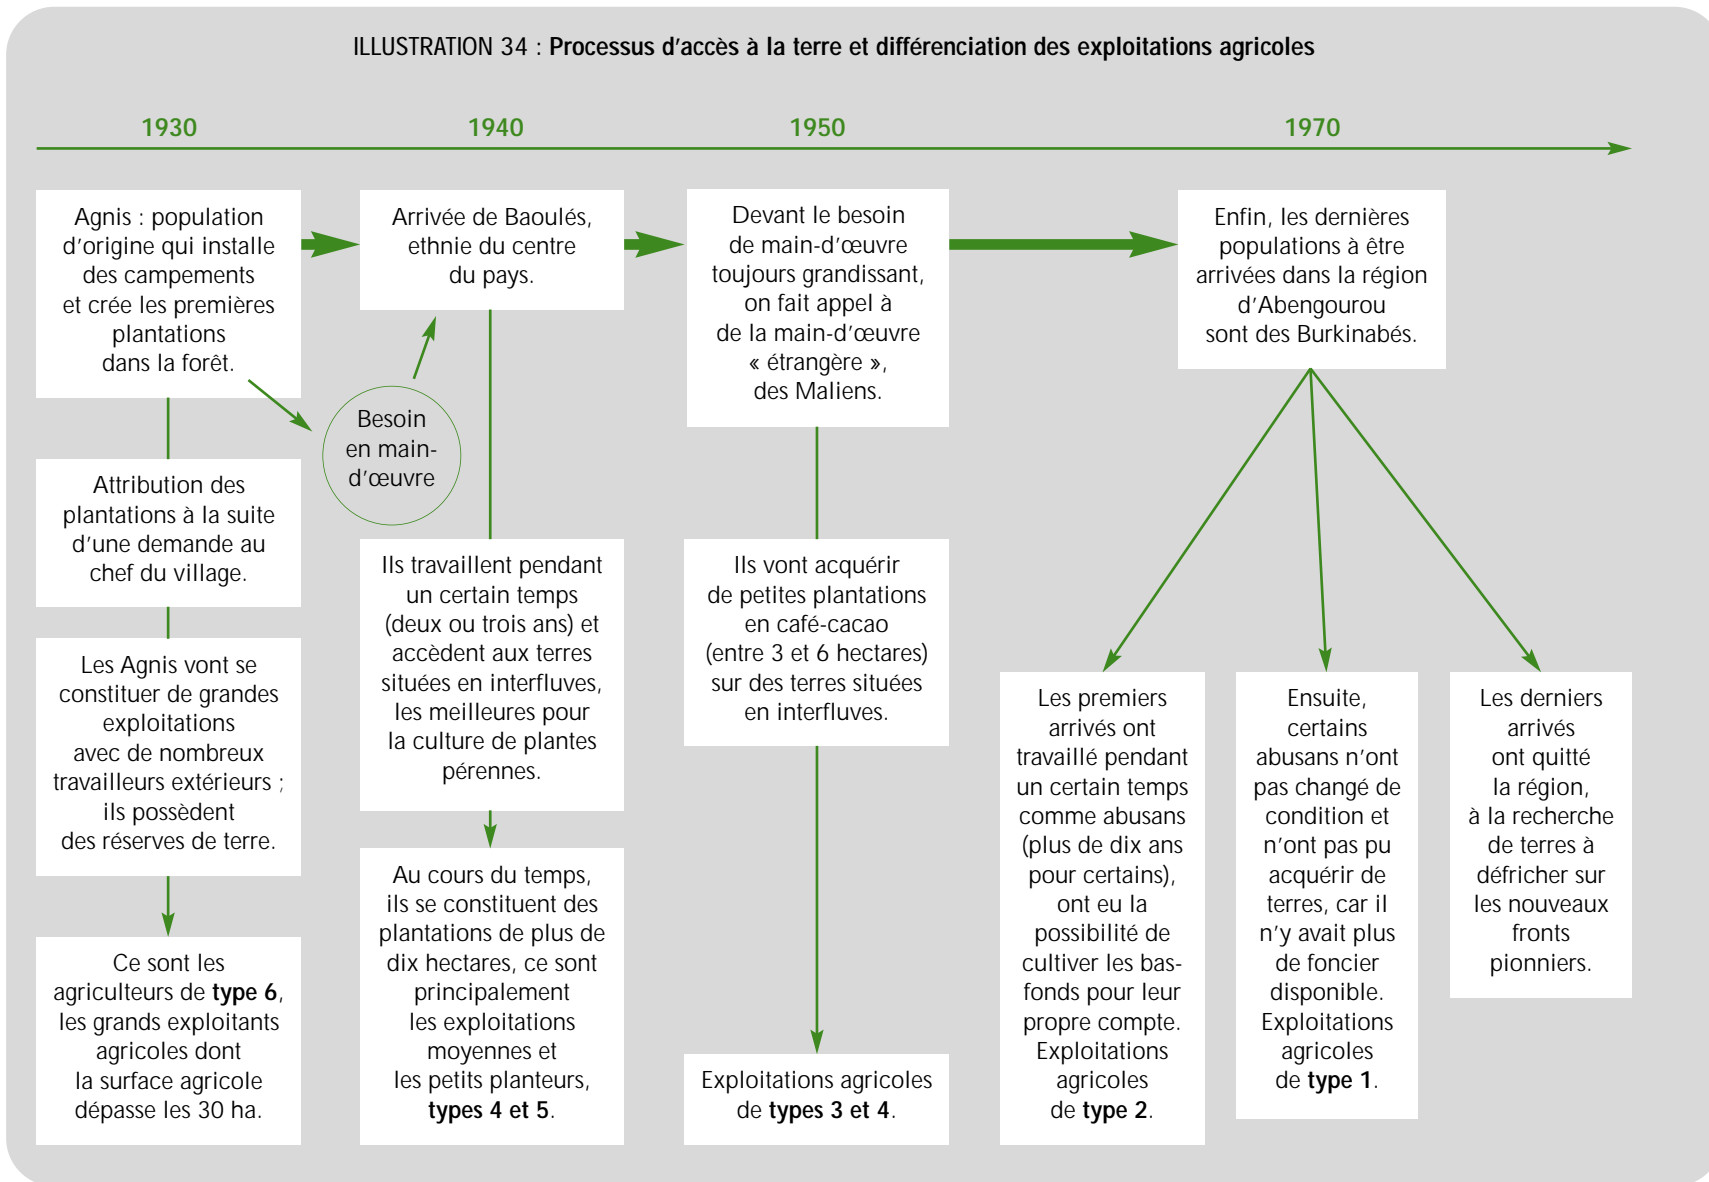 ILLUSTRATION 34 : Processus d'accès à la terre et différenciation des exploitations agricoles
1930
1940
1950
1970
Agnis : population
d'origine qui installe
des campements
et crée les premières
plantations
dans la forêt.
Attribution des
plantations à la suite
d'une demande au
chef du village.
Les Agnis vont se
constituer de grandes
exploitations
avec de nombreux
travailleurs extérieurs ;
ils possèdent
des réserves de terre.
Ce sont les
agriculteurs de type 6,
les grands exploitants
agricoles dont
la surface agricole
dépasse les 30 ha.
Besoin
en main-
d'œuvre
Arrivée de Baoulés,
ethnie du centre
du pays.
Ils travaillent pendant
un certain temps
(deux ou trois ans) et
accèdent aux terres
situées en interfluves,
les meilleures pour
la culture de plantes
pérennes.
Au cours du temps,
ils se constituent des
plantations de plus de
dix hectares, ce sont
principalement
les exploitations
moyennes et
les petits planteurs,
types 4 et 5.
Devant le besoin
de main-d'œuvre
toujours grandissant,
on fait appel à
de la main-d'œuvre
« étrangère »,
des Maliens.
Ils vont acquérir
de petites plantations
en café-cacao
(entre 3 et 6 hectares)
sur des terres situées
en interfluves.
Exploitations agricoles
de types 3 et 4.
Enfin, les dernières
populations à être
arrivées dans la région
d'Abengourou
sont des Burkinabés.
Les premiers
arrivés ont
travaillé pendant
un certain temps
comme abusans
(plus de dix ans
pour certains),
ont eu la
possibilité de
cultiver les bas-
fonds pour leur
propre compte.
Exploitations
agricoles
de type 2.
Ensuite,
certains
abusans n'ont
pas changé de
condition et
n'ont pas pu
acquérir de
terres, car il
n'y avait plus
de foncier
disponible.
Exploitations
agricoles
de type 1.
Les derniers
arrivés
ont quitté
la région,
à la recherche
de terres à
défricher sur
les nouveaux
fronts
pionniers.